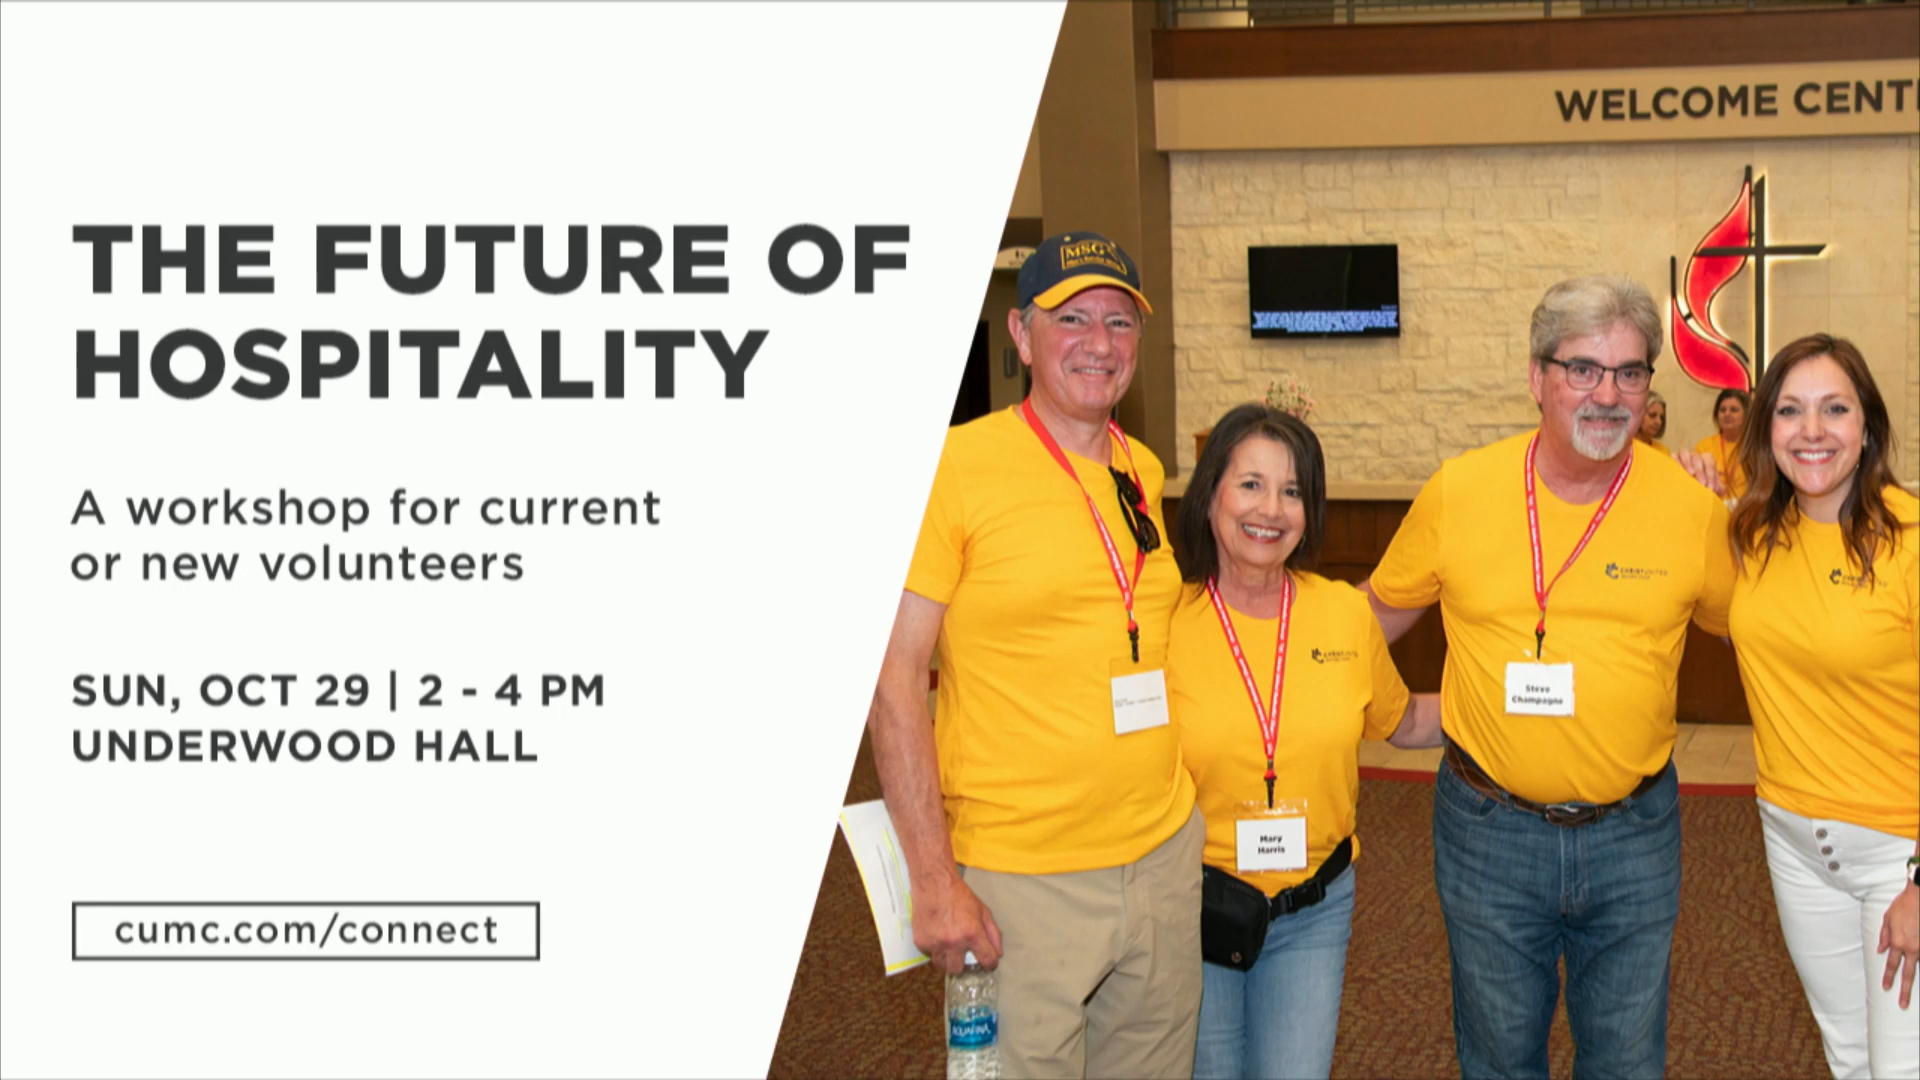 THE FUTURE OF
HOSPITALITY
A workshop for current
or new volunteers
SUN, OCT 29 | 2 - 4 PM
UNDERWOOD HALL
cumc.com/connect
WELCOME CENT
MSG
CHRISTUNITED
Steve
Champagne
Mary
Harris
AQUAFINA